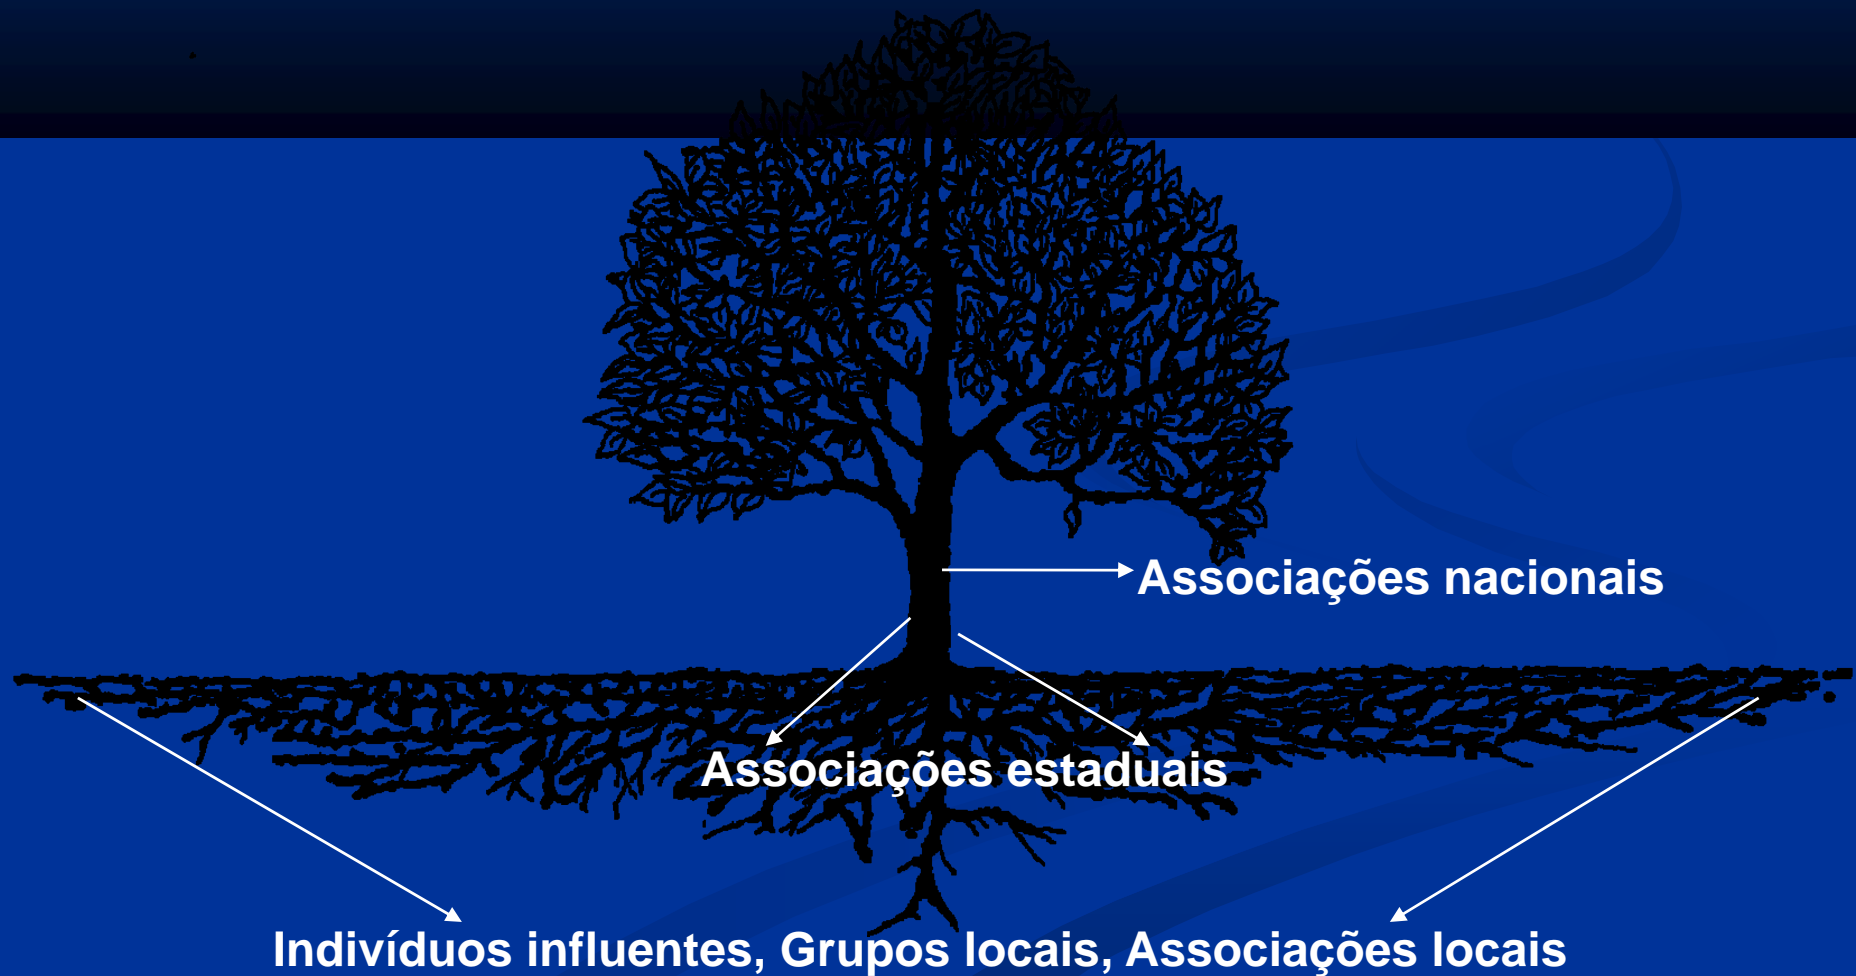 Associações nacionais
Associações estaduais
Indivíduos influentes, Grupos locais, Associações locais